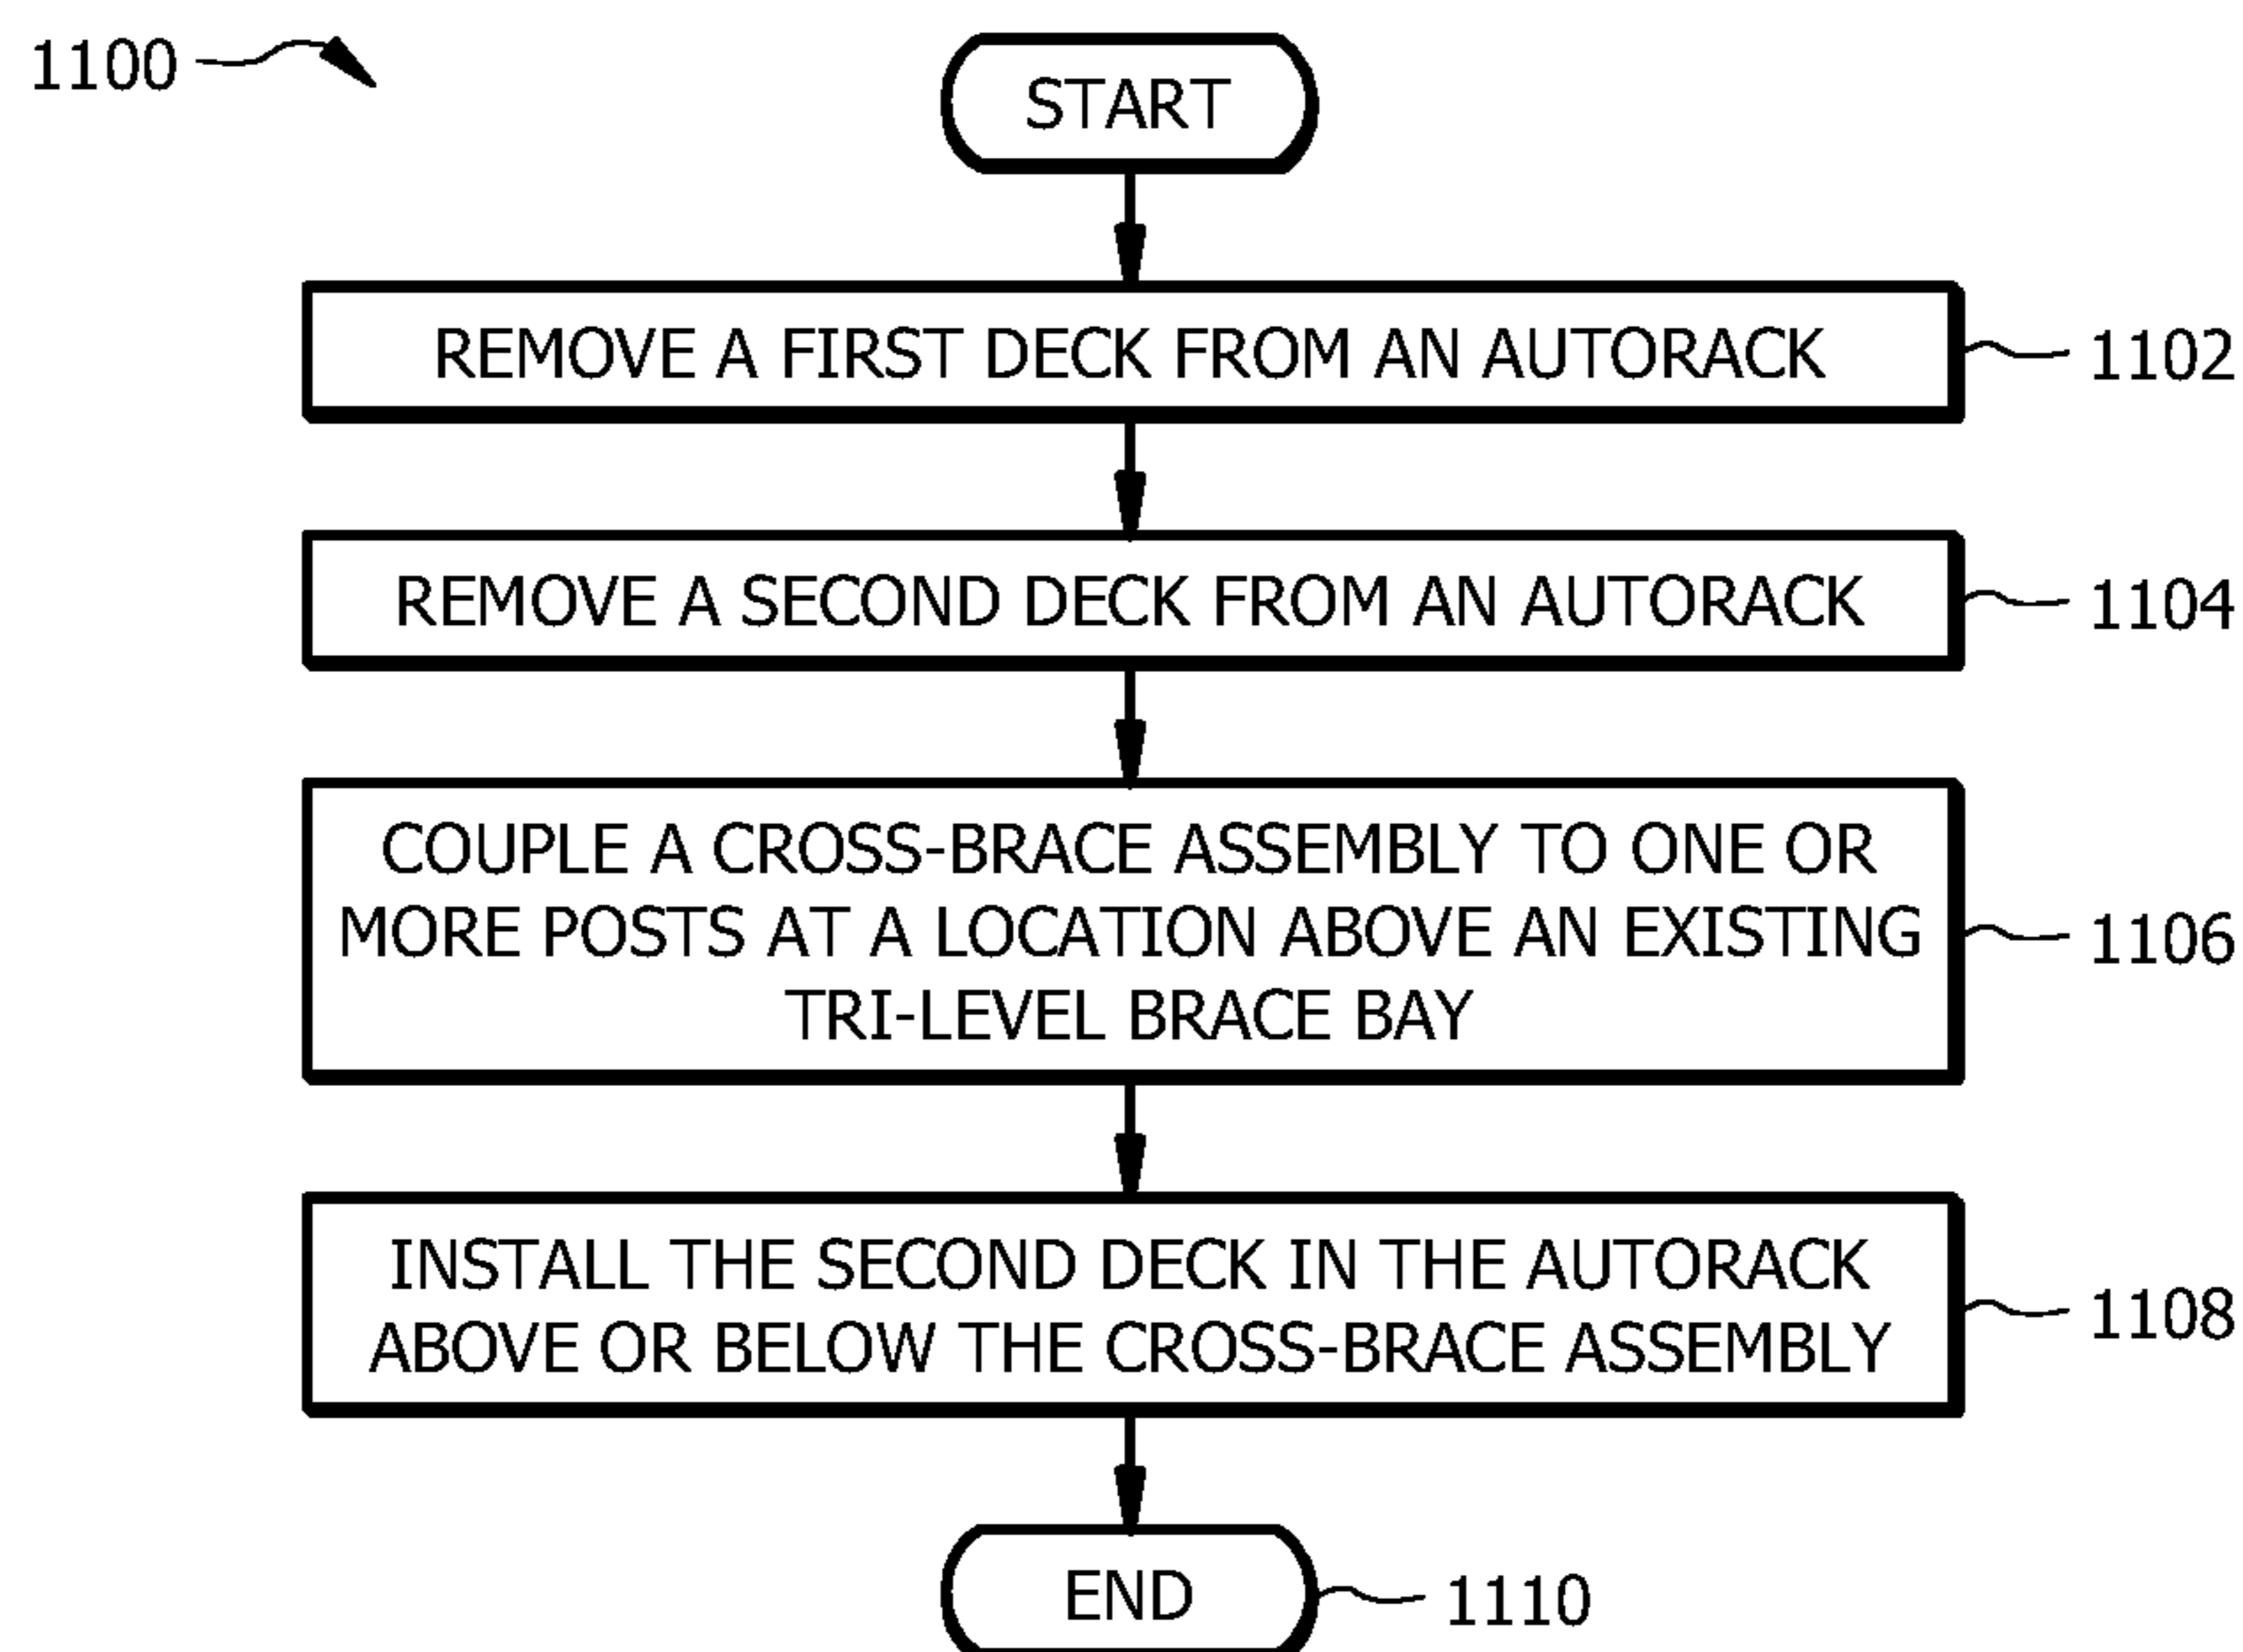 1100
START
REMOVE A FIRST DECK FROM AN AUTORACK
1102
REMOVE A SECOND DECK FROM AN AUTORACK
1104
COUPLE A CROSS-BRACE ASSEMBLY TO ONE OR
MORE POSTS AT A LOCATION ABOVE AN EXISTING
TRI-LEVEL BRACE BAY
1106
INSTALL THE SECOND DECK IN THE AUTORACK
ABOVE OR BELOW THE CROSS-BRACE ASSEMBLY
1108
END
1110